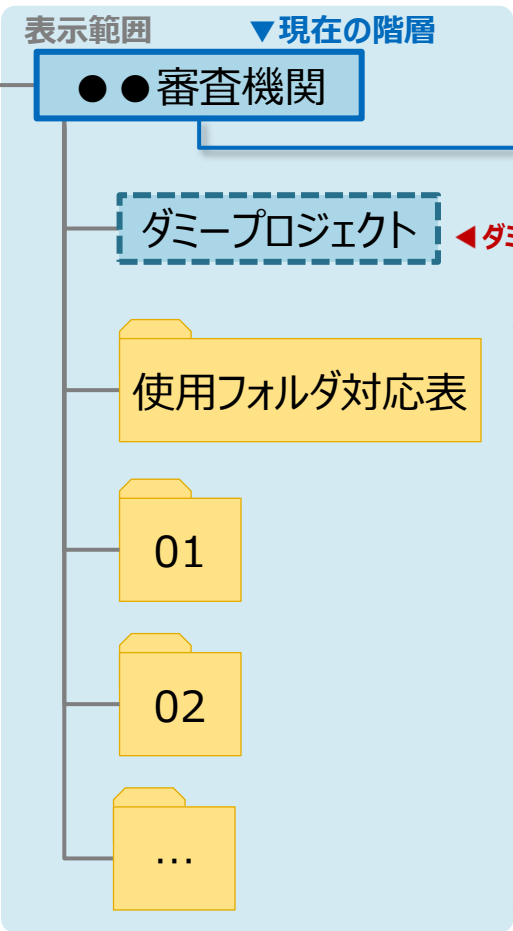 表示範囲 ▼現在の階層
●●審査機関
ダミープロジェクト ◀ダミ
使用フォルダ対応表
01
02
…